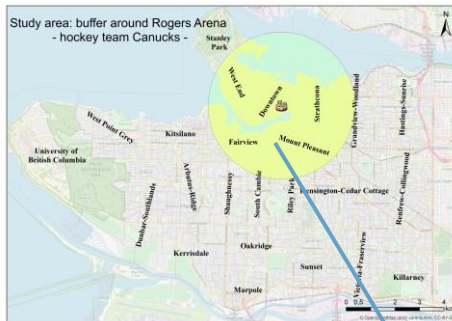 Study area: buffer around Rogers Arena
- hockey team Canucks -
N
Stanley
Park
West End
Downtown
Strathcona
Grandview-Woodland
Hastings-Sunrise
West Point Grey
Kitsilano
Fairview
Mount Pleasant
University of
British Columbia
Dunbar-Southlands
Arbutus-Ridge
Shaughnessy
South Cambie
Riley Park
Kensington-Cedar Cottage
Renfrew-Collingwood
Kerrisdale
Oakridge
Sunset
Victoria-Fraserview
Killarney
Marpole
0 0,5 1 2 3 4
km